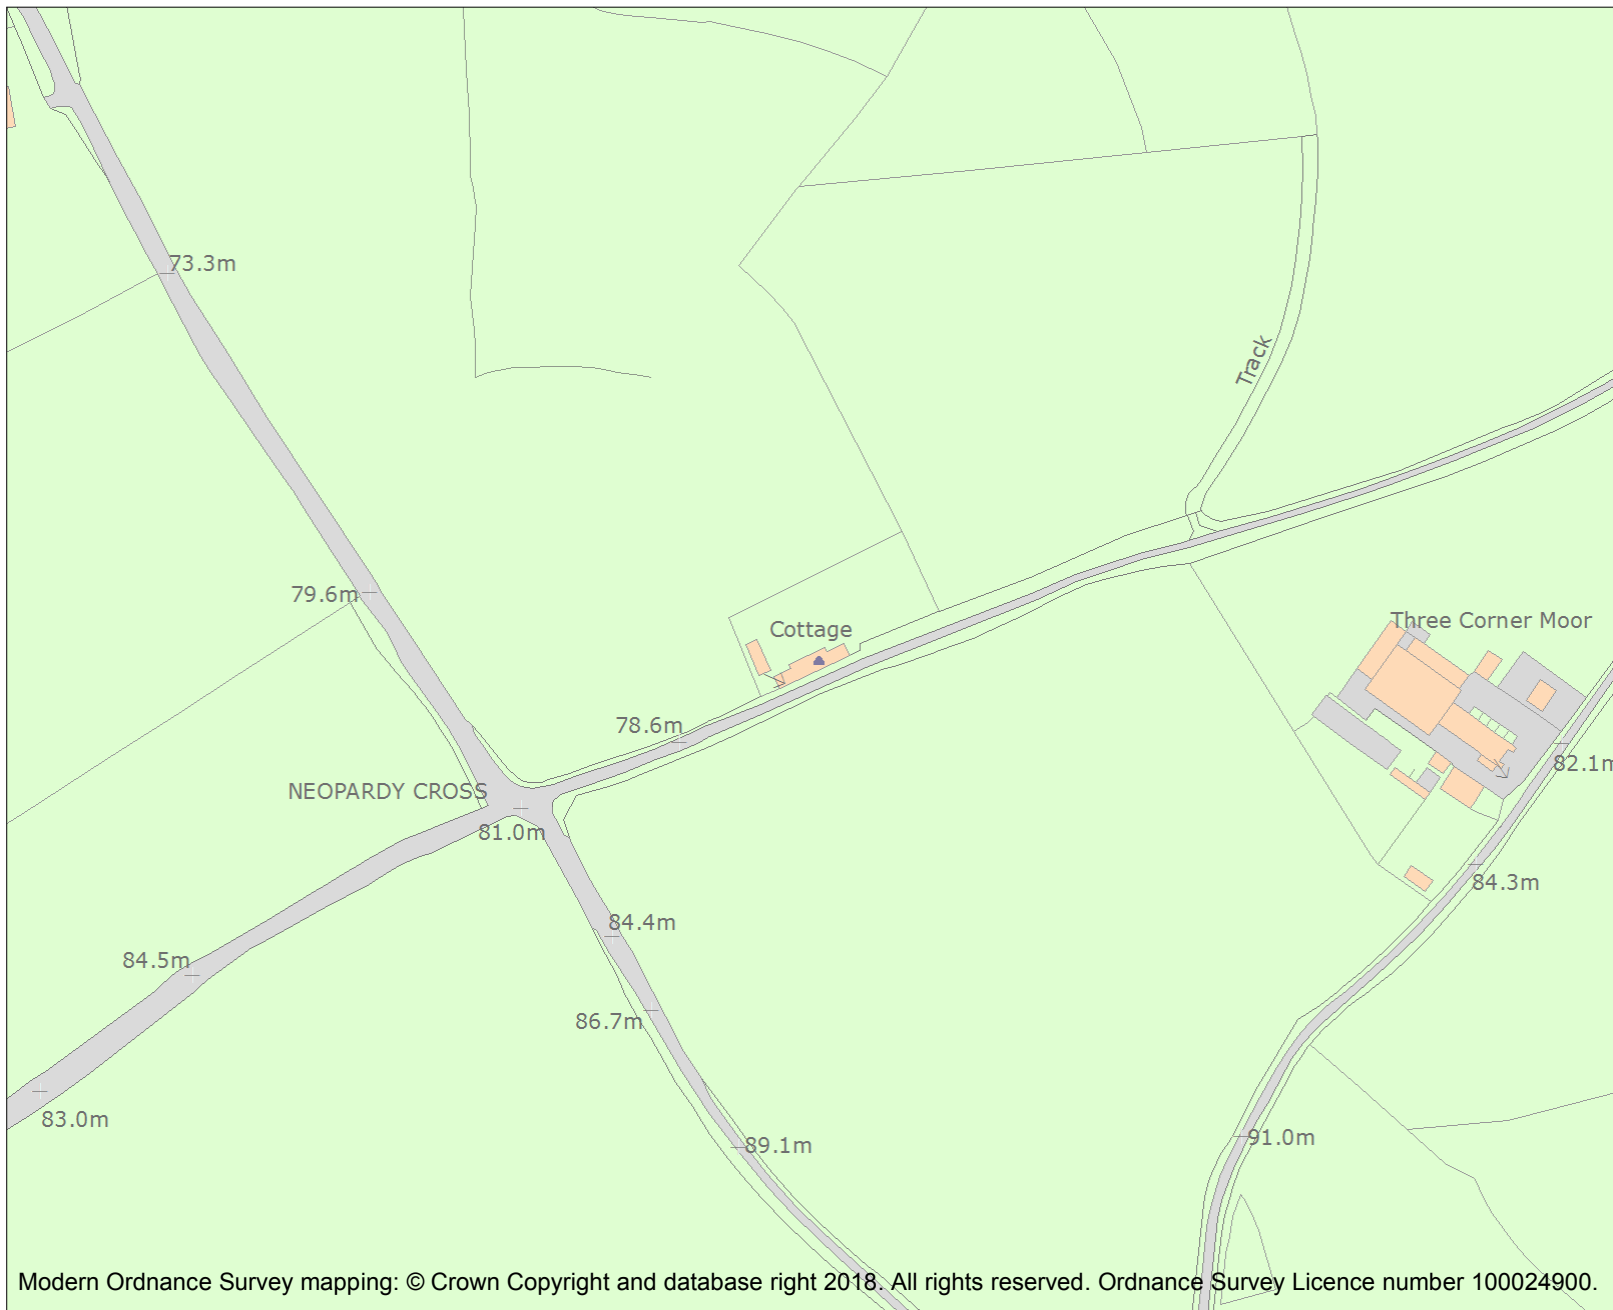 73.3m
Track
79.6m
Cottage
Three Corner Moor
78.6m
82.1m
NEOPARDY CROSS
81.0m
84.3m
84.4m
84.5m
86.7m
83.0m
91.0m
89.1m
Modern Ordnance Survey mapping: © Crown Copyright and database right 2018. All rights reserved. Ordnance Survey Licence number 100024900.